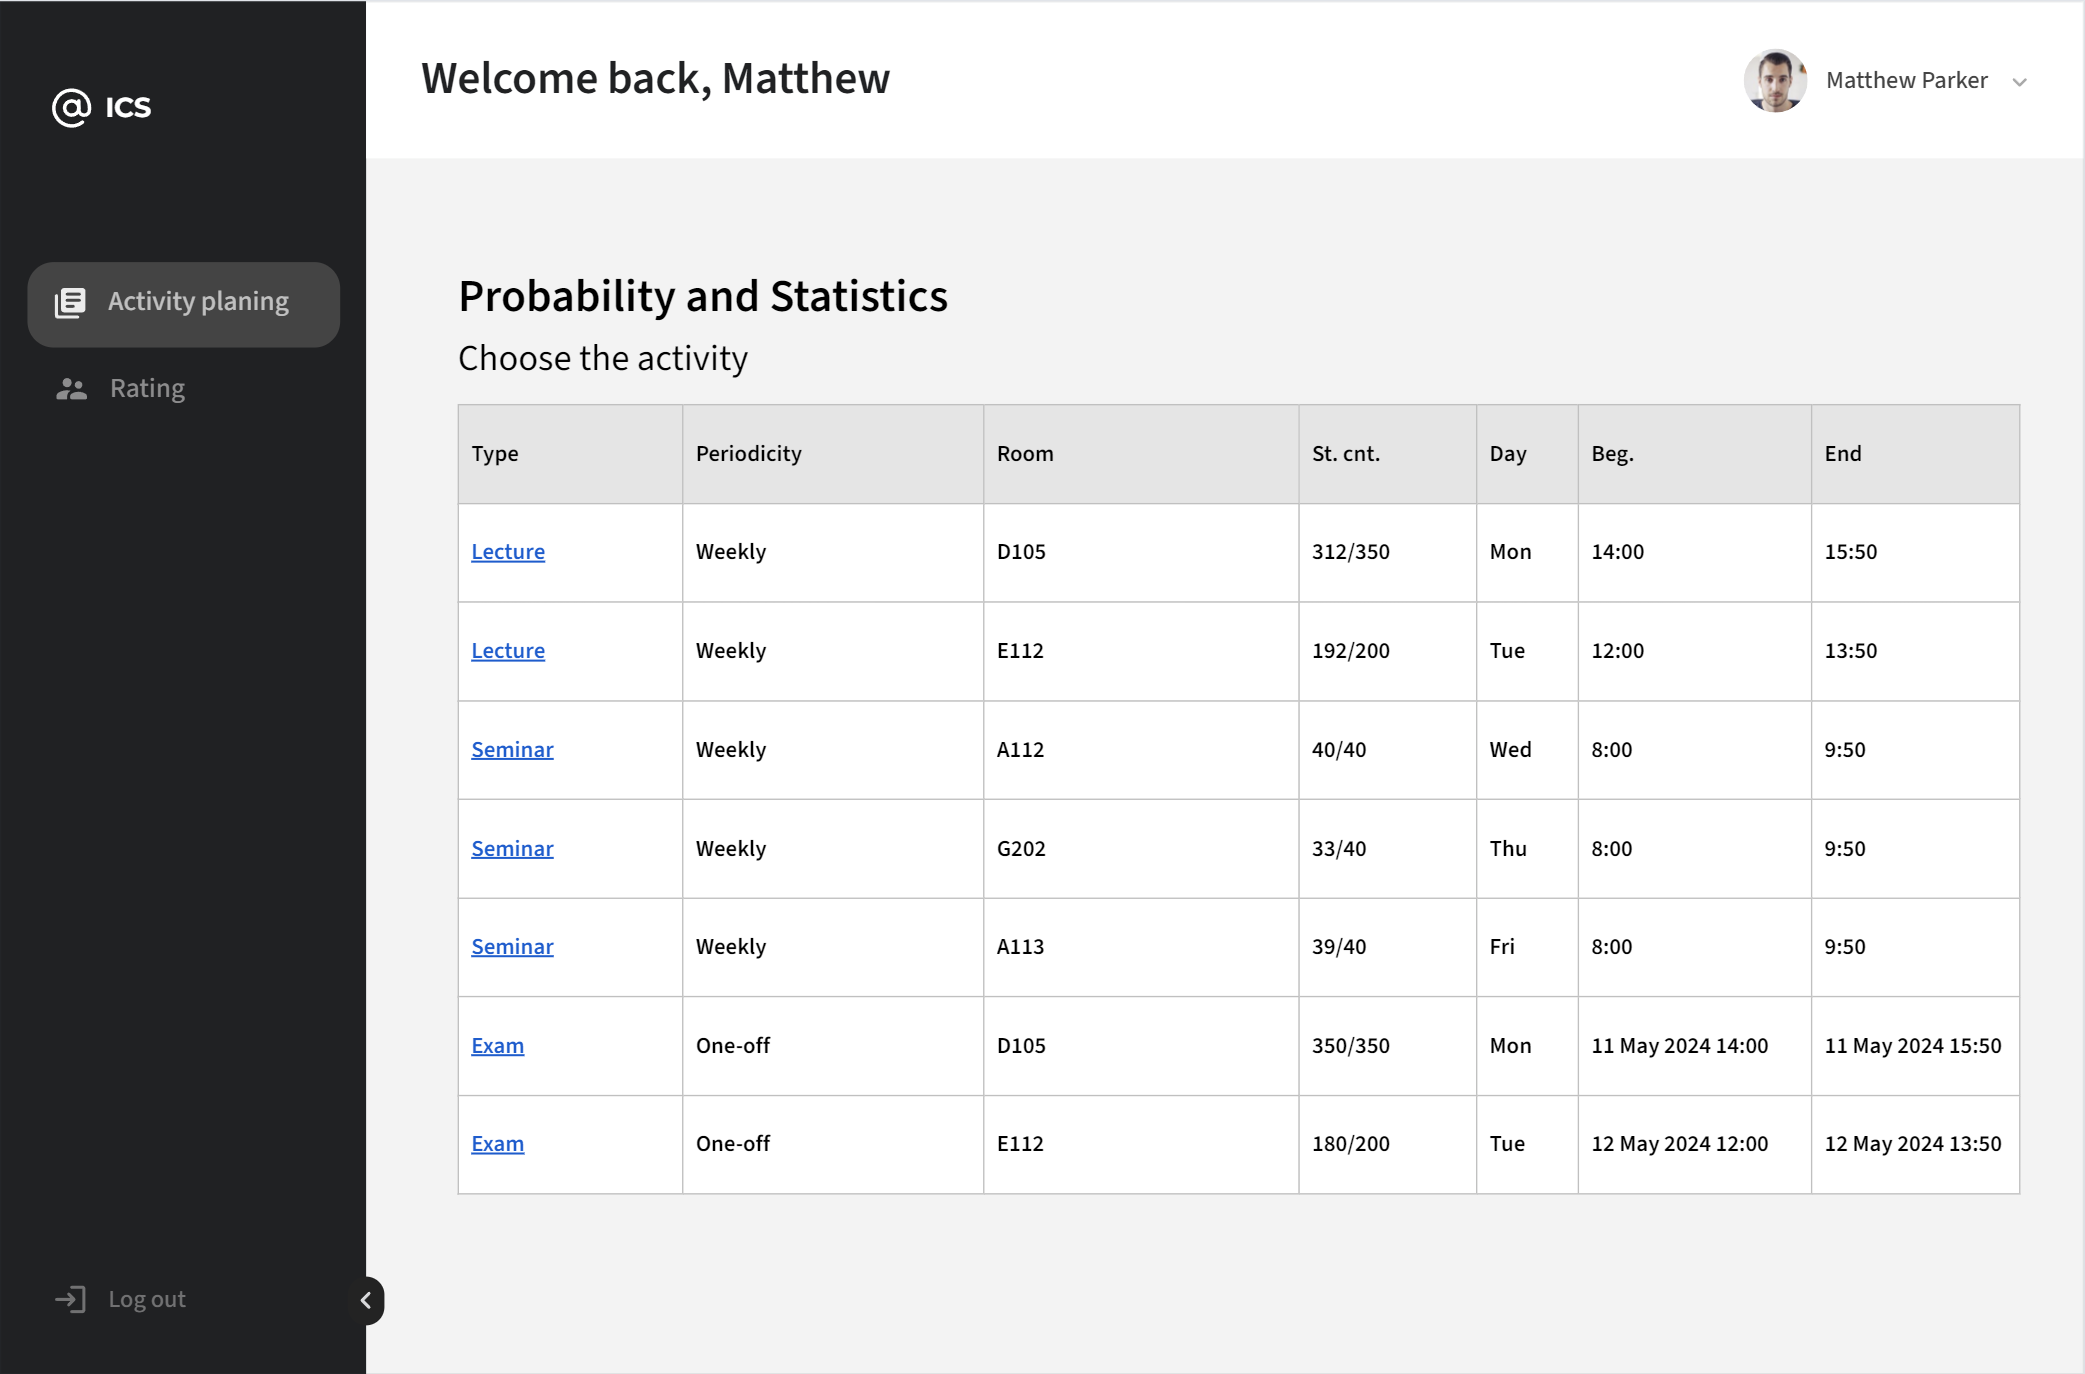 @ ICS
Welcome back, Matthew
Matthew Parker
Activity planing
Rating
Log out
Probability and Statistics
Choose the activity
Type Periodicity Room St. cnt. Day Beg. End
Lecture Weekly D105 312/350 Mon 14:00 15:50
Lecture Weekly E112 192/200 Tue 12:00 13:50
Seminar Weekly A112 40/40 Wed 8:00 9:50
Seminar Weekly G202 33/40 Thu 8:00 9:50
Seminar Weekly A113 39/40 Fri 8:00 9:50
Exam One-off D105 350/350 Mon 11 May 2024 14:00 11 May 2024 15:50
Exam One-off E112 180/200 Tue 12 May 2024 12:00 12 May 2024 13:50